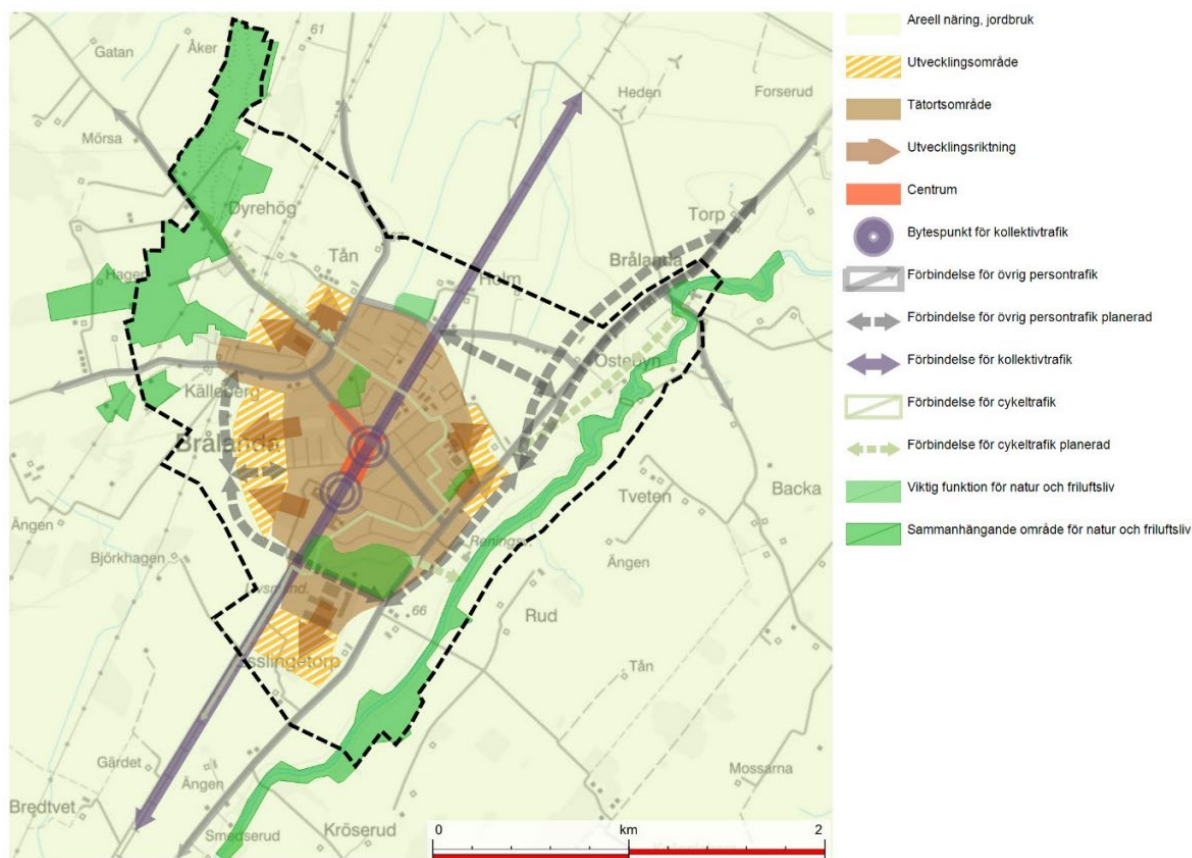 Areell näring, jordbruk
Utvecklingsområde
Tätortsområde
Utvecklingsriktning
Centrum
Bytespunkt för kollektivtrafik
Förbindelse för övrig persontrafik
Förbindelse för övrig persontrafik planerad
Förbindelse för kollektivtrafik
Förbindelse för cykeltrafik
Förbindelse för cykeltrafik planerad
Viktig funktion för natur och friluftsliv
Sammanhängande område för natur och friluftsliv
Gatan
Åker
61
Heden
Forserud
Mörsa
Dyrehög
Torp
Tån
Brålanda
Hagen
Holm
Östebyn
Källeberg
Brålanda
Tveten
Backa
Ängen
Björkhagen
Reningsv.
Ängen
66
Rud
Tån
Gärdet
Ängen
Mossarna
Bredtvet
Smedserud
Kröserud
0 km 2